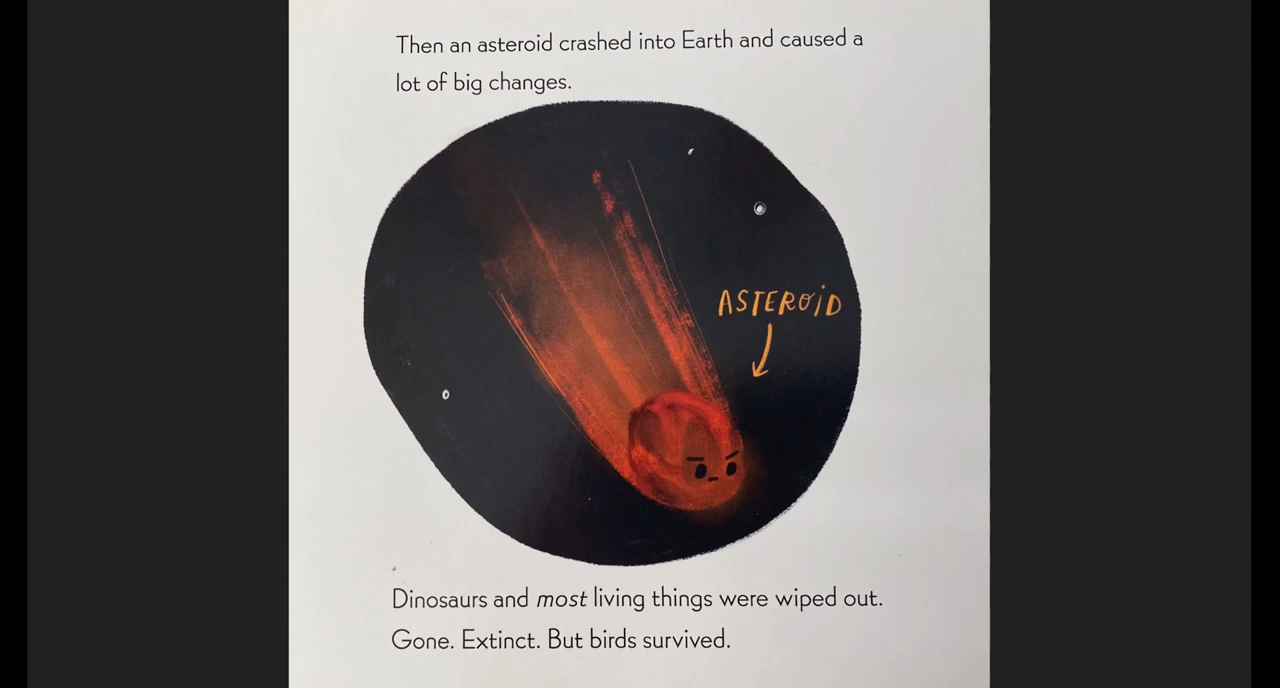 Then an asteroid crashed into Earth and caused a
lot of big changes.
ASTEROiD
Dinosaurs and most living things were wiped out.
Gone. Extinct. But birds survived.